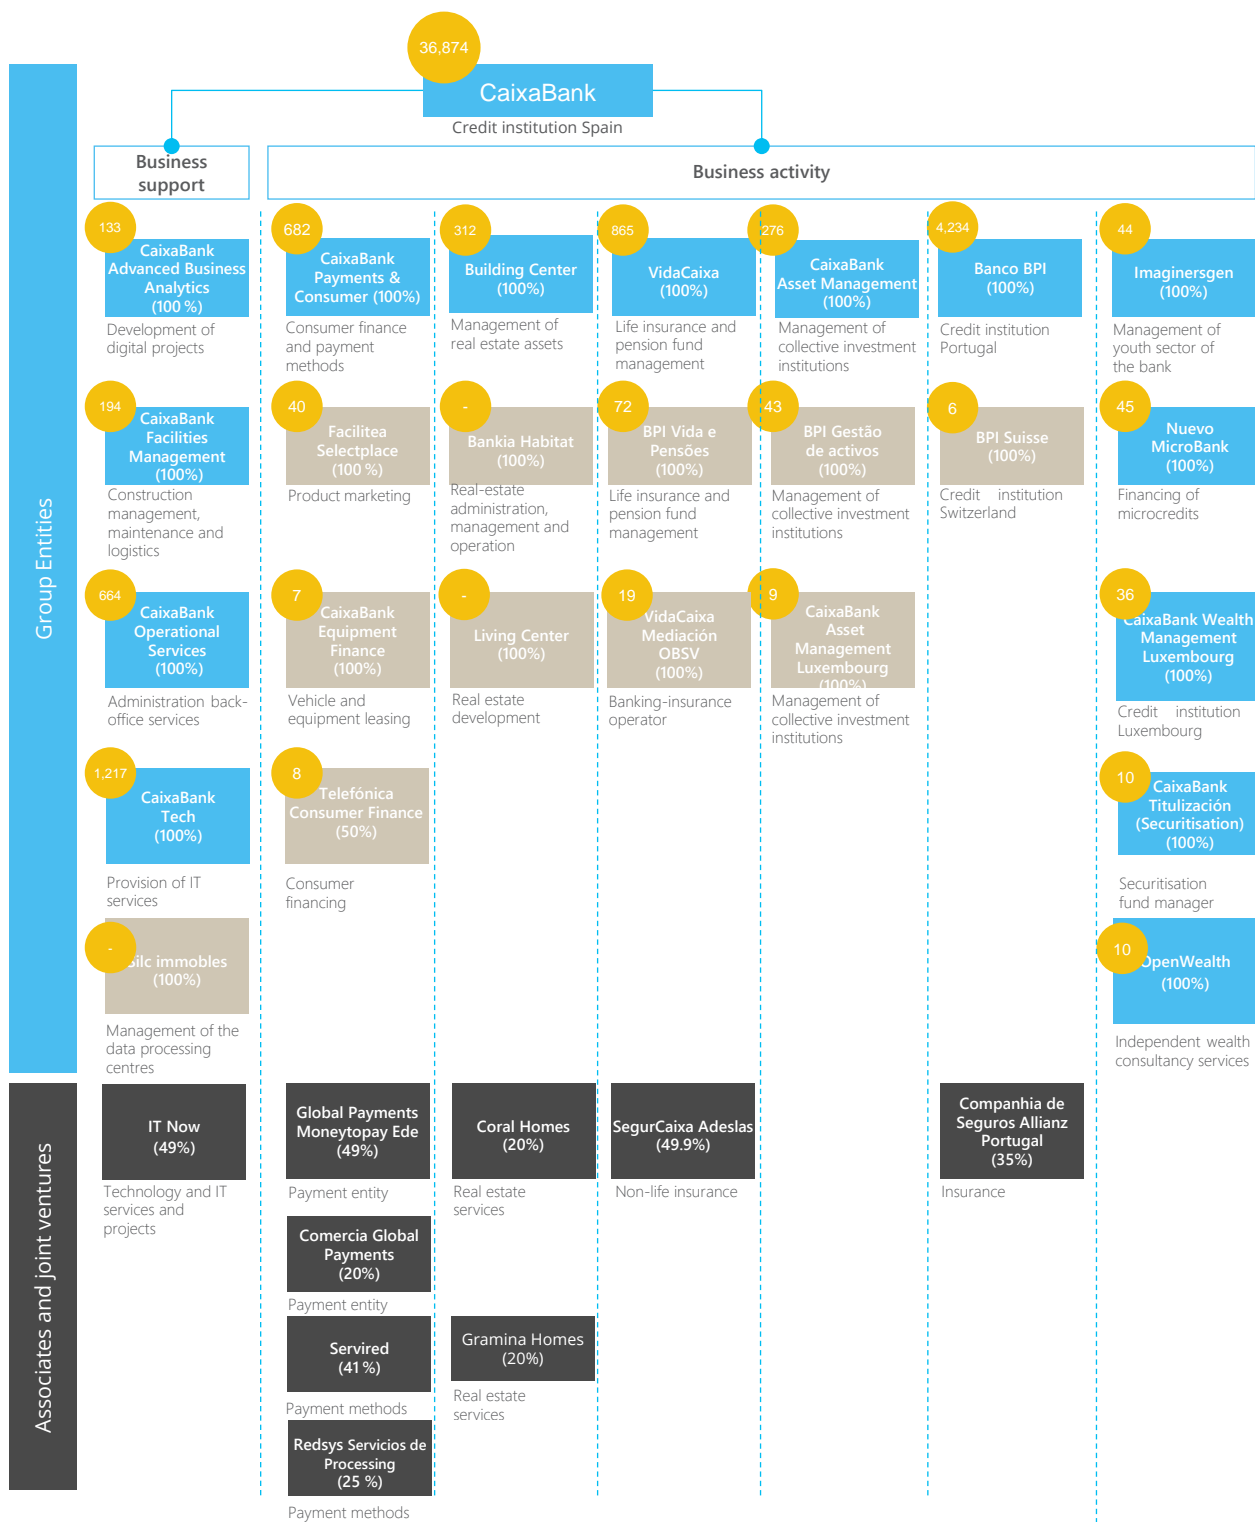 36,874
CaixaBank
Credit institution Spain
Business
support
Business activity
Group Entities
133
CaixaBank
Advanced Business
Analytics
(100 %)
Development of
digital projects
682
CaixaBank
Payments &
Consumer (100%)
Consumer finance
and payment
methods
312
Building Center
(100%)
Management of
real estate assets
865
VidaCaixa
(100%)
Life insurance and
pension fund
management
276
CaixaBank
Asset Management
(100%)
Management of
collective investment
institutions
4,234
Banco BPI
(100%)
Credit institution
Portugal
44
Imaginersgen
(100%)
Management of
youth sector of
the bank
194
CaixaBank
Facilities
Management
(100%)
Construction
management,
maintenance and
logistics
40
Facilitea
Selectplace
(100 %)
Product marketing
-
Bankia Habitat
(100%)
Real-estate
administration,
management and
operation
72
BPI Vida e
Pensões
(100%)
Life insurance and
pension fund
management
43
BPI Gestão
de activos
(100%)
Management of
collective investment
institutions
6
BPI Suisse
(100%)
Credit institution
Switzerland
45
Nuevo
MicroBank
(100%)
Financing of
microcredits
664
CaixaBank
Operational
Services
(100%)
Administration back-
office services
7
CaixaBank
Equipment
Finance
(100%)
Vehicle and
equipment leasing
-
Living Center
(100%)
Real estate
development
19
VidaCaixa
Mediación
OBSV
(100%)
Banking-insurance
operator
9
CaixaBank
Asset
Management
Luxembourg
(100%)
Management of
collective investment
institutions
36
CaixaBank Wealth
Management
Luxembourg
(100%)
Credit institution
Luxembourg
1,217
CaixaBank
Tech
(100%)
Provision of IT
services
8
Telefónica
Consumer Finance
(50%)
Consumer
financing
10
CaixaBank
Titulización
(Securitisation)
(100%)
Securitisation
fund manager
-
Silc immobles
(100%)
Management of the
data processing
centres
10
OpenWealth
(100%)
Independent wealth
consultancy services
Associates and joint ventures
IT Now
(49%)
Technology and IT
services and
projects
Global Payments
Moneytopay Ede
(49%)
Payment entity
Coral Homes
(20%)
Real estate
services
SegurCaixa Adeslas
(49.9%)
Non-life insurance
Companhia de
Seguros Allianz
Portugal
(35%)
Insurance
Comercia Global
Payments
(20%)
Payment entity
Servired
(41 %)
Payment methods
Gramina Homes
(20%)
Real estate
services
Redsys Servicios de
Processing
(25 %)
Payment methods